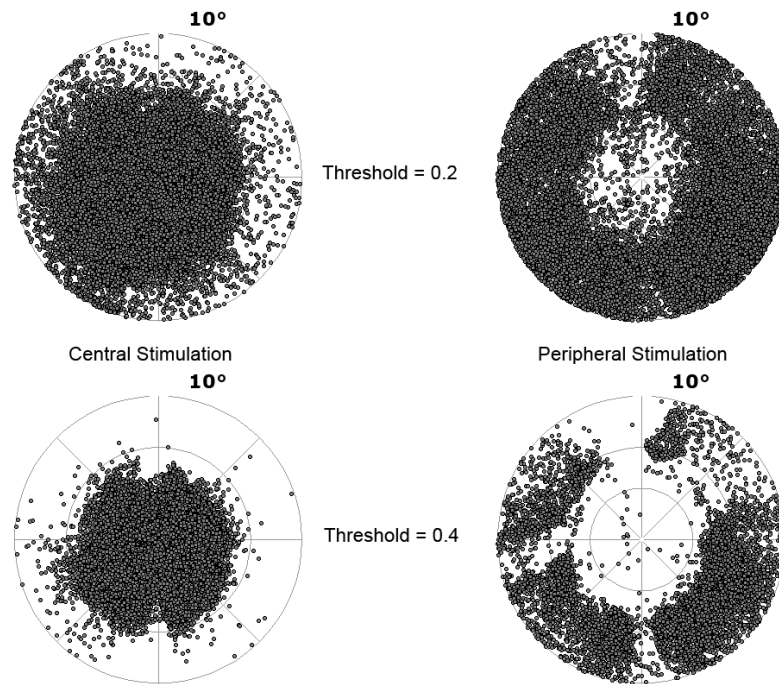 10°
10°
Threshold = 0.2
Central Stimulation
Peripheral Stimulation
10°
10°
Threshold = 0.4